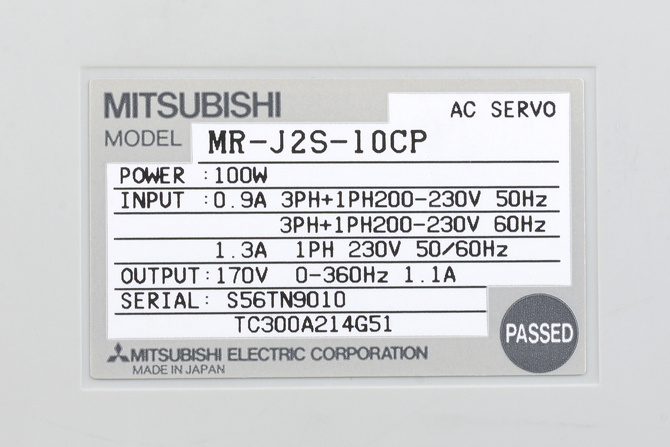 MITSUBISHI
AC SERVO
MODEL MR-J2S-10CP
POWER :100W
INPUT :0.9A 3PH+1PH200-230V 50Hz
3PH+1PH200-230V 60Hz
1.3A 1PH 230V 50/60Hz
OUTPUT:170V 0-360Hz 1.1A
SERIAL: S56TN9010
TC300A214G51
PASSED
MITSUBISHI ELECTRIC CORPORATION
MADE IN JAPAN